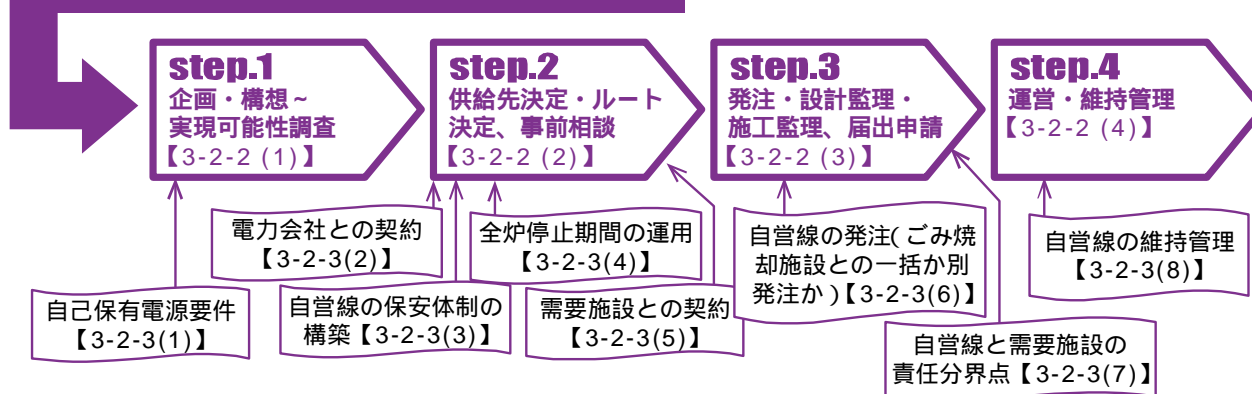 step.1
企画・構想～
実現可能性調査
【3-2-2 (1)】
step.2
供給先決定・ルート
決定、事前相談
【3-2-2 (2)】
step.3
発注・設計監理・
施工監理、届出申請
【3-2-2 (3)】
step.4
運営・維持管理
【3-2-2 (4)】
電力会社との契約
【3-2-3(2)】
全炉停止期間の運用
【3-2-3(4)】
自営線の発注(ごみ焼
却施設との一括か別
発注か)【3-2-3(6)】
自営線の維持管理
【3-2-3(8)】
自己保有電源要件
【3-2-3(1)】
自営線の保安体制の
構築【3-2-3(3)】
需要施設との契約
【3-2-3(5)】
自営線と需要施設の
責任分界点【3-2-3(7)】